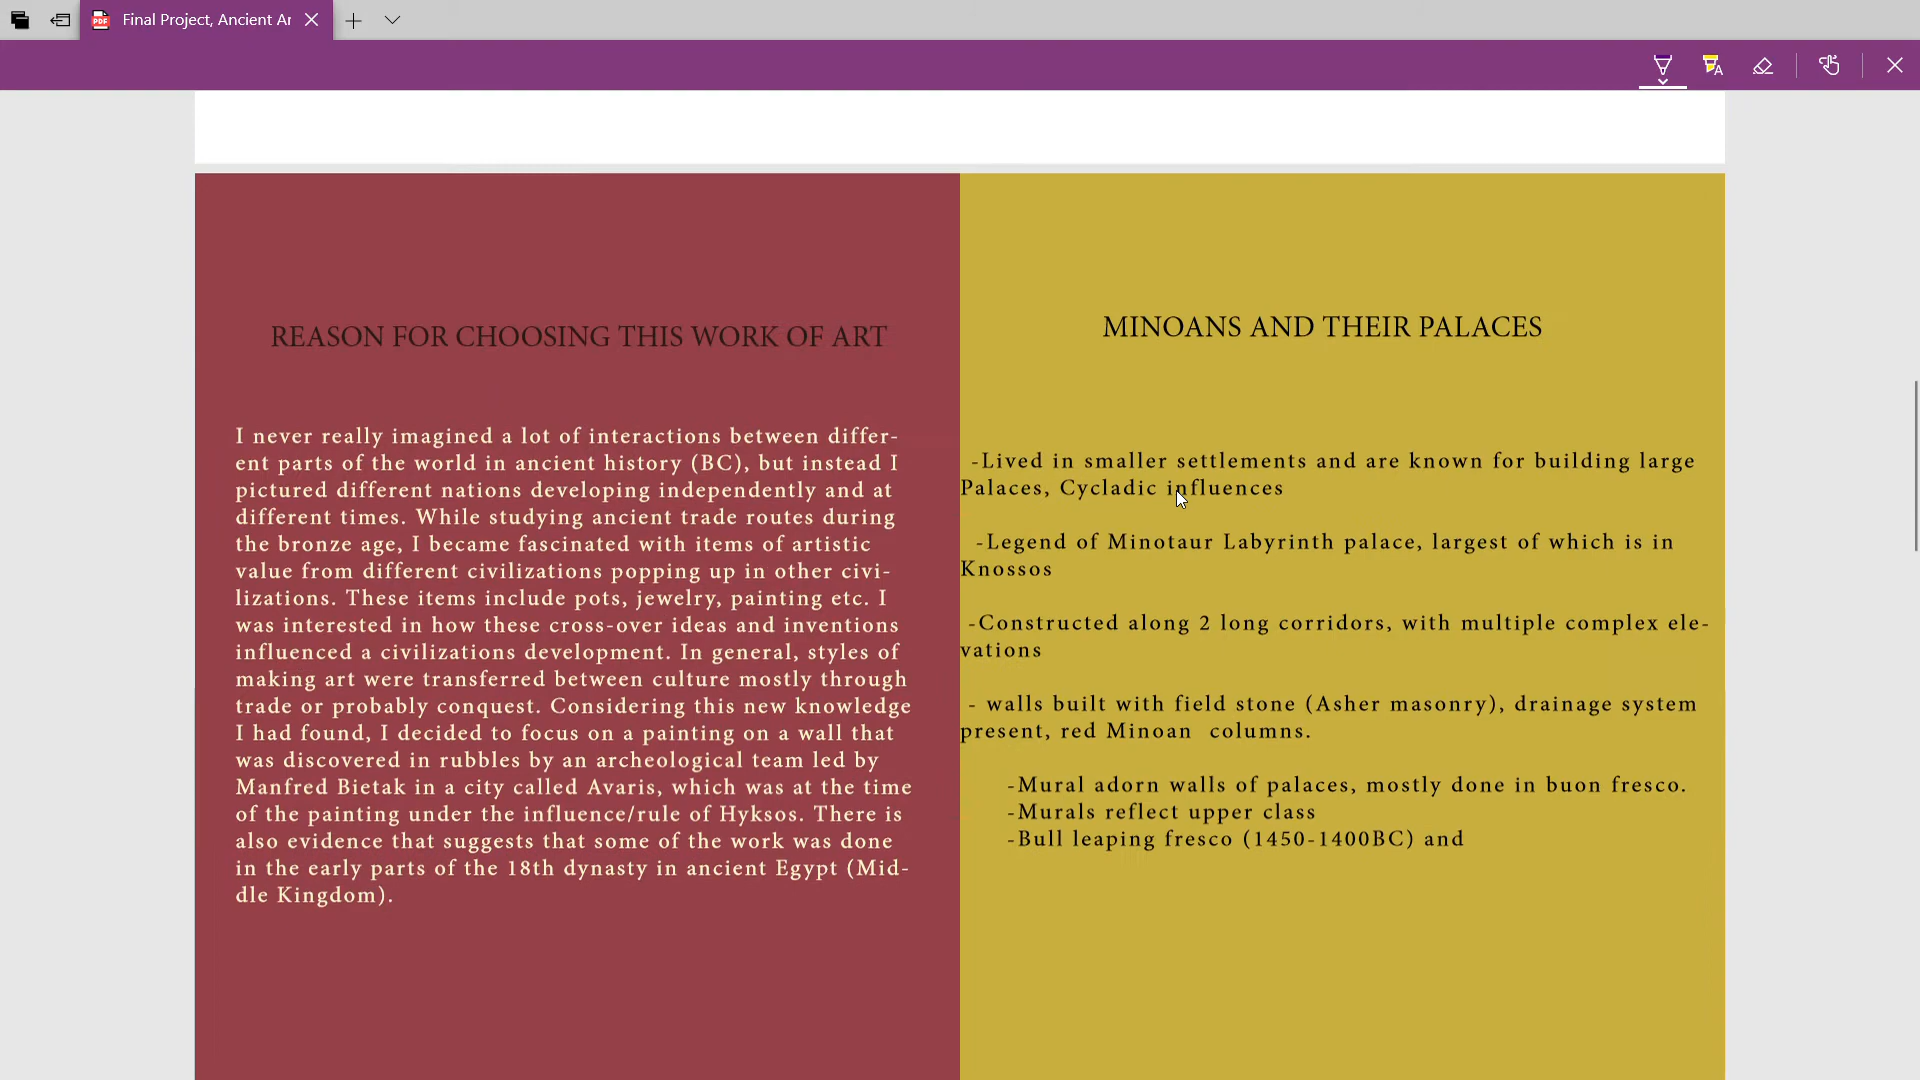 Final Project, Ancient Ar
REASON FOR CHOOSING THIS WORK OF ART
I never really imagined a lot of interactions between differ-
ent parts of the world in ancient history (BC), but instead I
pictured different nations developing independently and at
different times. While studying ancient trade routes during
the bronze age, I became fascinated with items of artistic
value from different civilizations popping up in other civi-
lizations. These items include pots, jewelry, painting etc. I
was interested in how these cross-over ideas and inventions
influenced a civilizations development. In general, styles of
making art were transferred between culture mostly through
trade or probably conquest. Considering this new knowledge
I had found, I decided to focus on a painting on a wall that
was discovered in rubbles by an archeological team led by
Manfred Bietak in a city called Avaris, which was at the time
of the painting under the influence/rule of Hyksos. There is
also evidence that suggests that some of the work was done
in the early parts of the 18th dynasty in ancient Egypt (Mid-
dle Kingdom).
MINOANS AND THEIR PALACES
-Lived in smaller settlements and are known for building large
Palaces, Cycladic influences
-Legend of Minotaur Labyrinth palace, largest of which is in
Knossos
-Constructed along 2 long corridors, with multiple complex ele-
vations
- walls built with field stone (Asher masonry), drainage system
present, red Minoan columns.
-Mural adorn walls of palaces, mostly done in buon fresco.
-Murals reflect upper class
-Bull leaping fresco (1450-1400BC) and